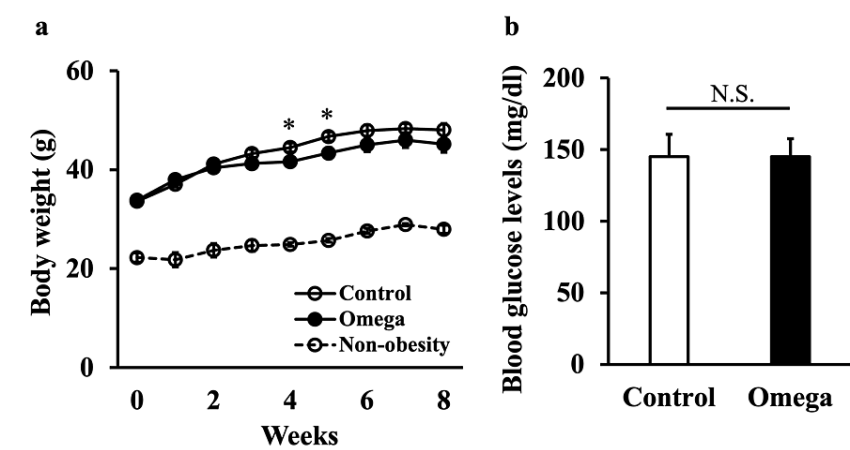 a
Body weight (g)
60
40
20
0
* *
Control
Omega
Non-obesity
0 2 4 6 8
Weeks
b
Blood glucose levels (mg/dl)
200
150
100
50
0
N.S.
Control Omega